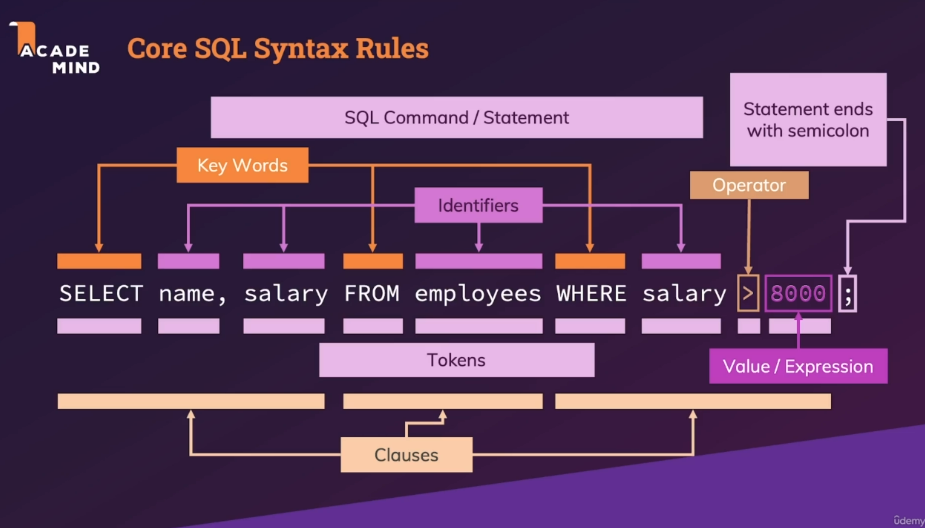 ACADE
MIND
Core SQL Syntax Rules
SQL Command / Statement
Statement ends
with semicolon
Key Words
Operator
Identifiers
SELECT name, salary FROM employees WHERE salary > 8000 ;
Tokens
Value / Expression
Clauses
ûdemy